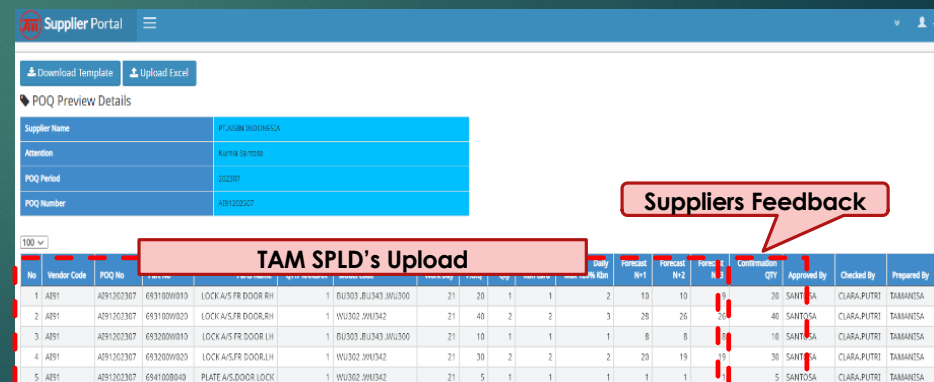 Supplier Portal
Download Template Upload Excel
POQ Preview Details
Supplier Name PT.AISIN INDONESIA
Attention Kurnia Santoso
POQ Period 202307
POQ Number AI91202307
Suppliers Feedback
100
TAM SPLD's Upload
No Vendor Code POQ No Daily Forecast N+1 Forecast N+2 Forecast Confirmation QTY Approved By Checked By Prepared By
1 AI91 AI91202307 693100W010 LOCK A/S FR DOOR.RH 1 BU303 .BU343 .WU300 21 20 1 1 2 10 10 9 20 SANTOSA CLARA.PUTRI TAMANISA
2 AI91 AI91202307 693100W020 LOCK A/S.FR DOOR.RH 1 WU302 .WU342 21 40 2 2 3 28 26 26 40 SANTOSA CLARA.PUTRI TAMANISA
3 AI91 AI91202307 693200W010 LOCK A/S FR DOOR.LH 1 BU303 .BU343 .WU300 21 10 1 1 1 8 8 8 10 SANTOSA CLARA.PUTRI TAMANISA
4 AI91 AI91202307 693200W020 LOCK A/S.FR DOOR.LH 1 WU302 .WU342 21 30 2 2 2 20 19 19 30 SANTOSA CLARA.PUTRI TAMANISA
5 AI91 AI91202307 694100B040 PLATE A/S.DOOR LOCK 1 WU302 .WU342 21 5 1 1 1 1 1 1 5 SANTOSA CLARA.PUTRI TAMANISA